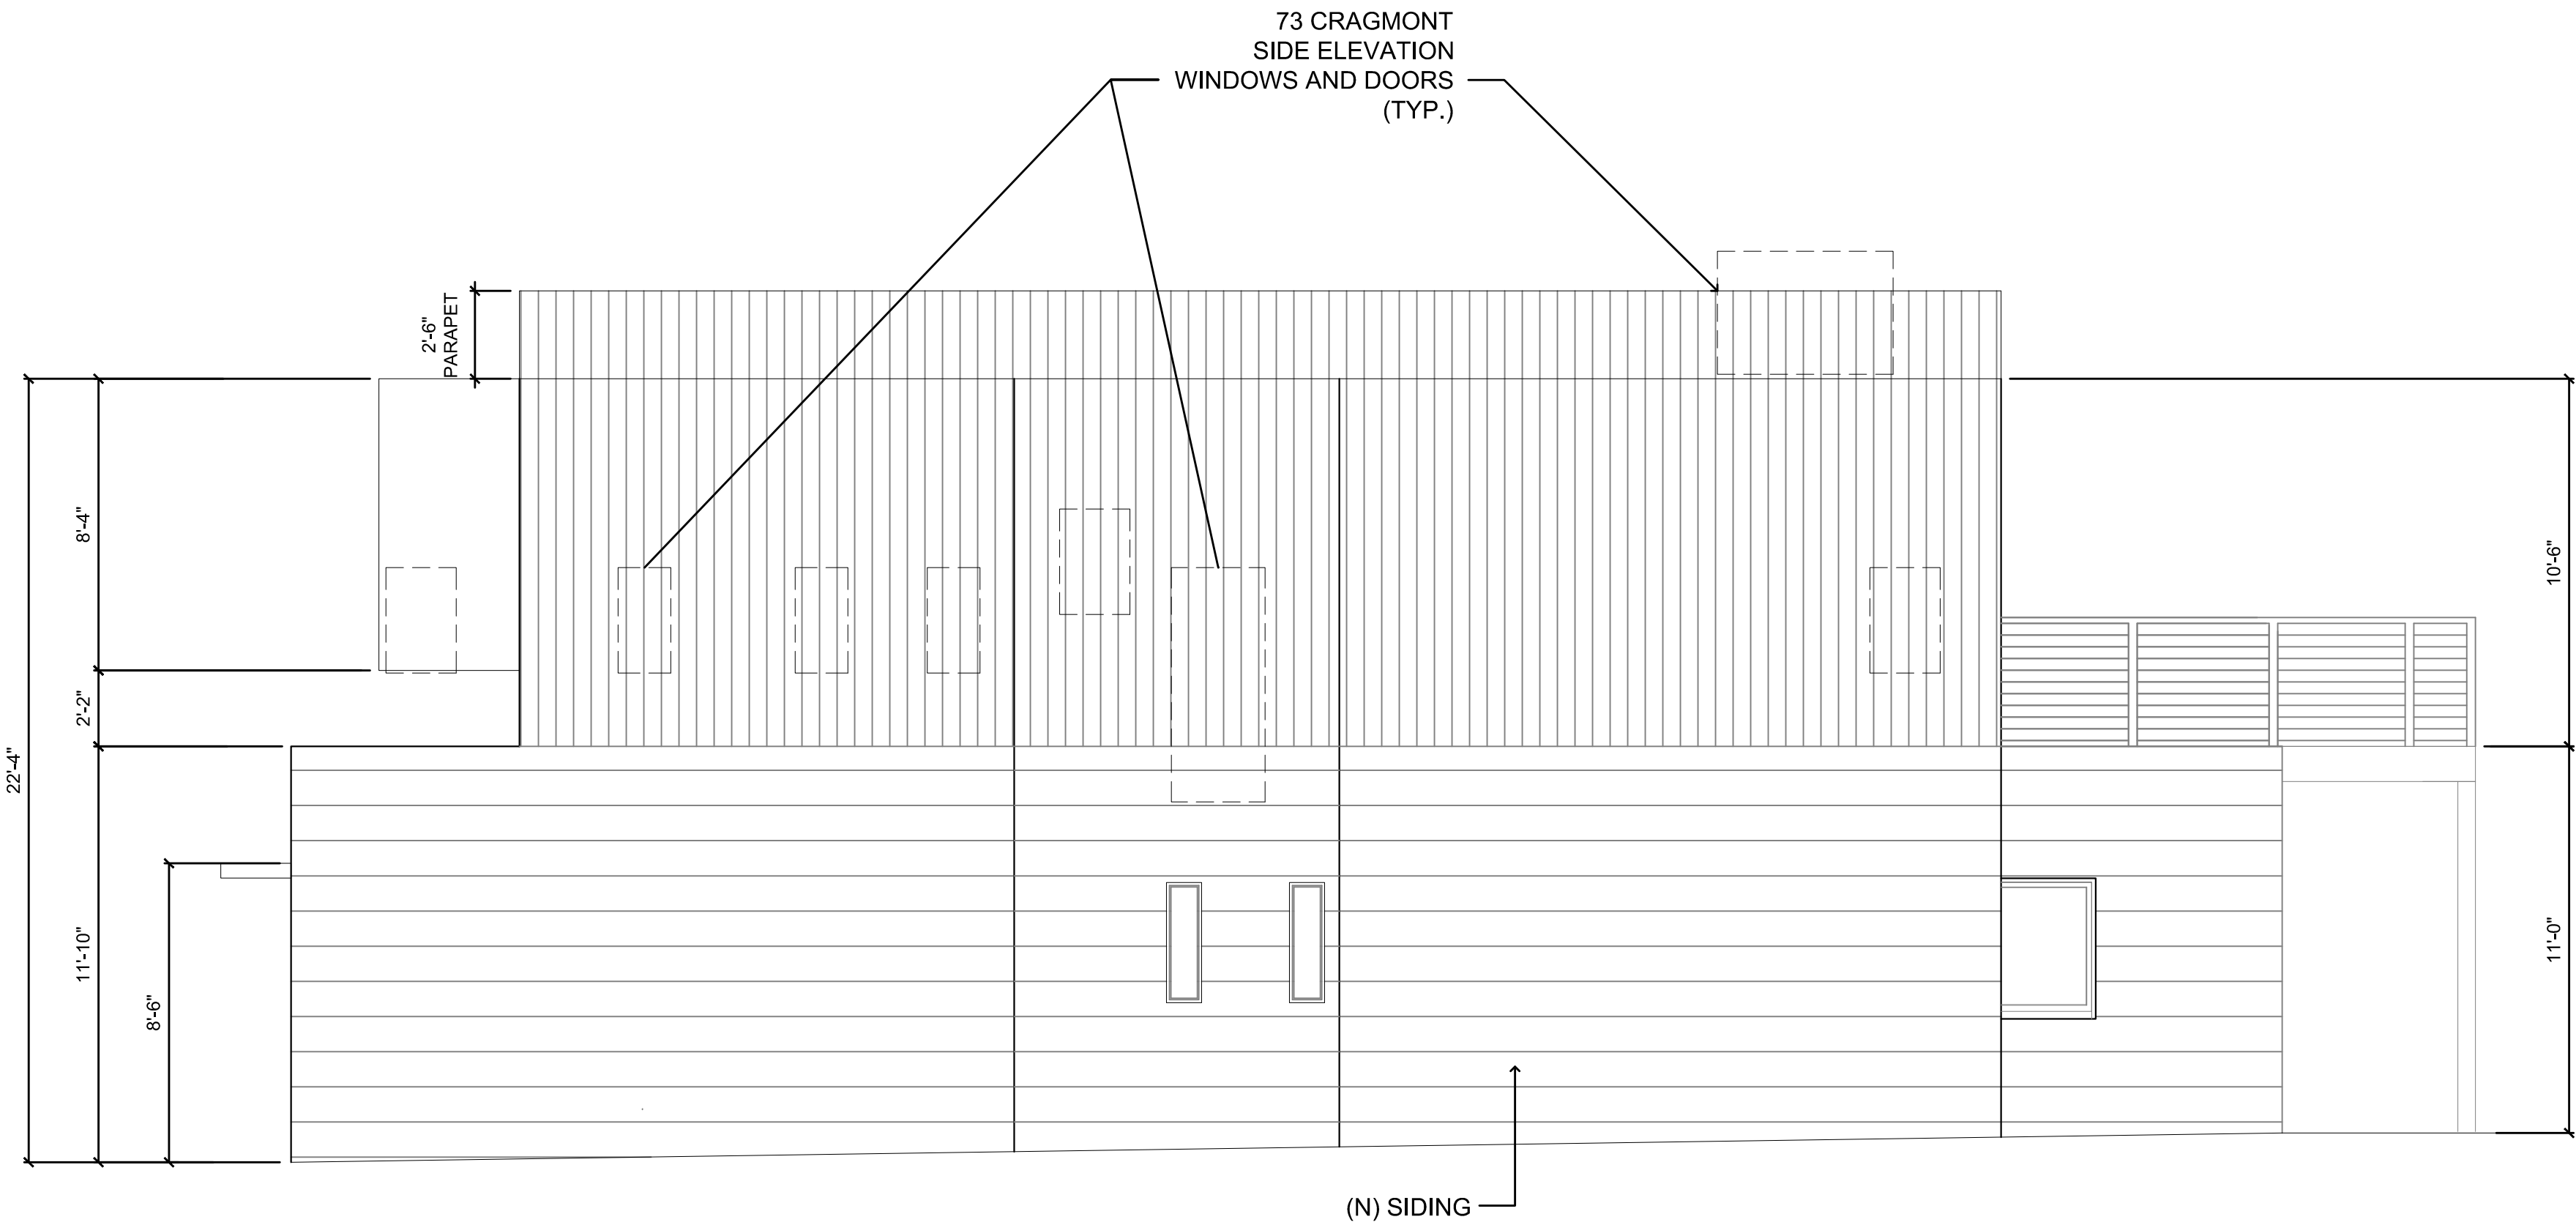 73 CRAGMONT
SIDE ELEVATION
WINDOWS AND DOORS
(TYP.)
2'-6"
PARAPET
8'-4"
10'-6"
2'-2"
22'-4"
11'-10"
11'-0"
8'-6"
(N) SIDING